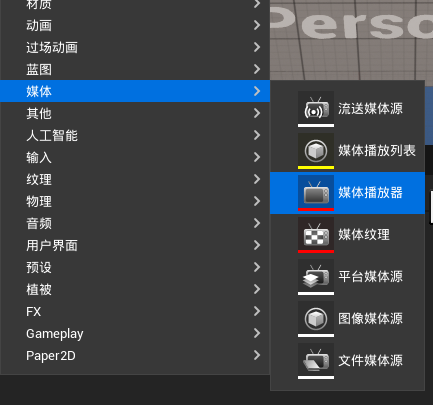 材质
动画
过场动画
蓝图
媒体
其他
人工智能
输入
纹理
物理
音频
用户界面
预设
植被
FX
Gameplay
Paper2D
Perso
流送媒体源
媒体播放列表
媒体播放器
媒体纹理
平台媒体源
图像媒体源
文件媒体源